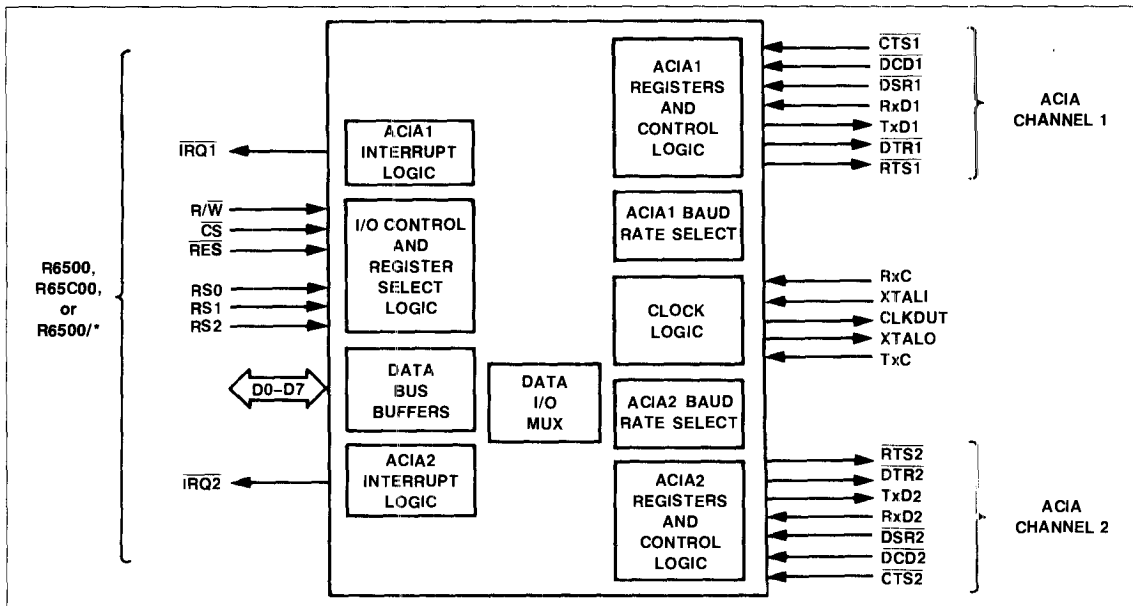 R6500,
R65C00,
or
R6500/*
IRQ1
R/W
CS
RES
RS0
RS1
RS2
D0–D7
IRQ2
ACIA1
INTERRUPT
LOGIC
I/O CONTROL
AND
REGISTER
SELECT
LOGIC
DATA
BUS
BUFFERS
ACIA2
INTERRUPT
LOGIC
DATA
I/O
MUX
ACIA1
REGISTERS
AND
CONTROL
LOGIC
ACIA1 BAUD
RATE SELECT
CLOCK
LOGIC
ACIA2 BAUD
RATE SELECT
ACIA2
REGISTERS
AND
CONTROL
LOGIC
CTS1
DCD1
DSR1
RxD1
TxD1
DTR1
RTS1
ACIA
CHANNEL 1
RxC
XTALI
CLKDUT
XTALO
TxC
RTS2
DTR2
TxD2
RxD2
DSR2
DCD2
CTS2
ACIA
CHANNEL 2